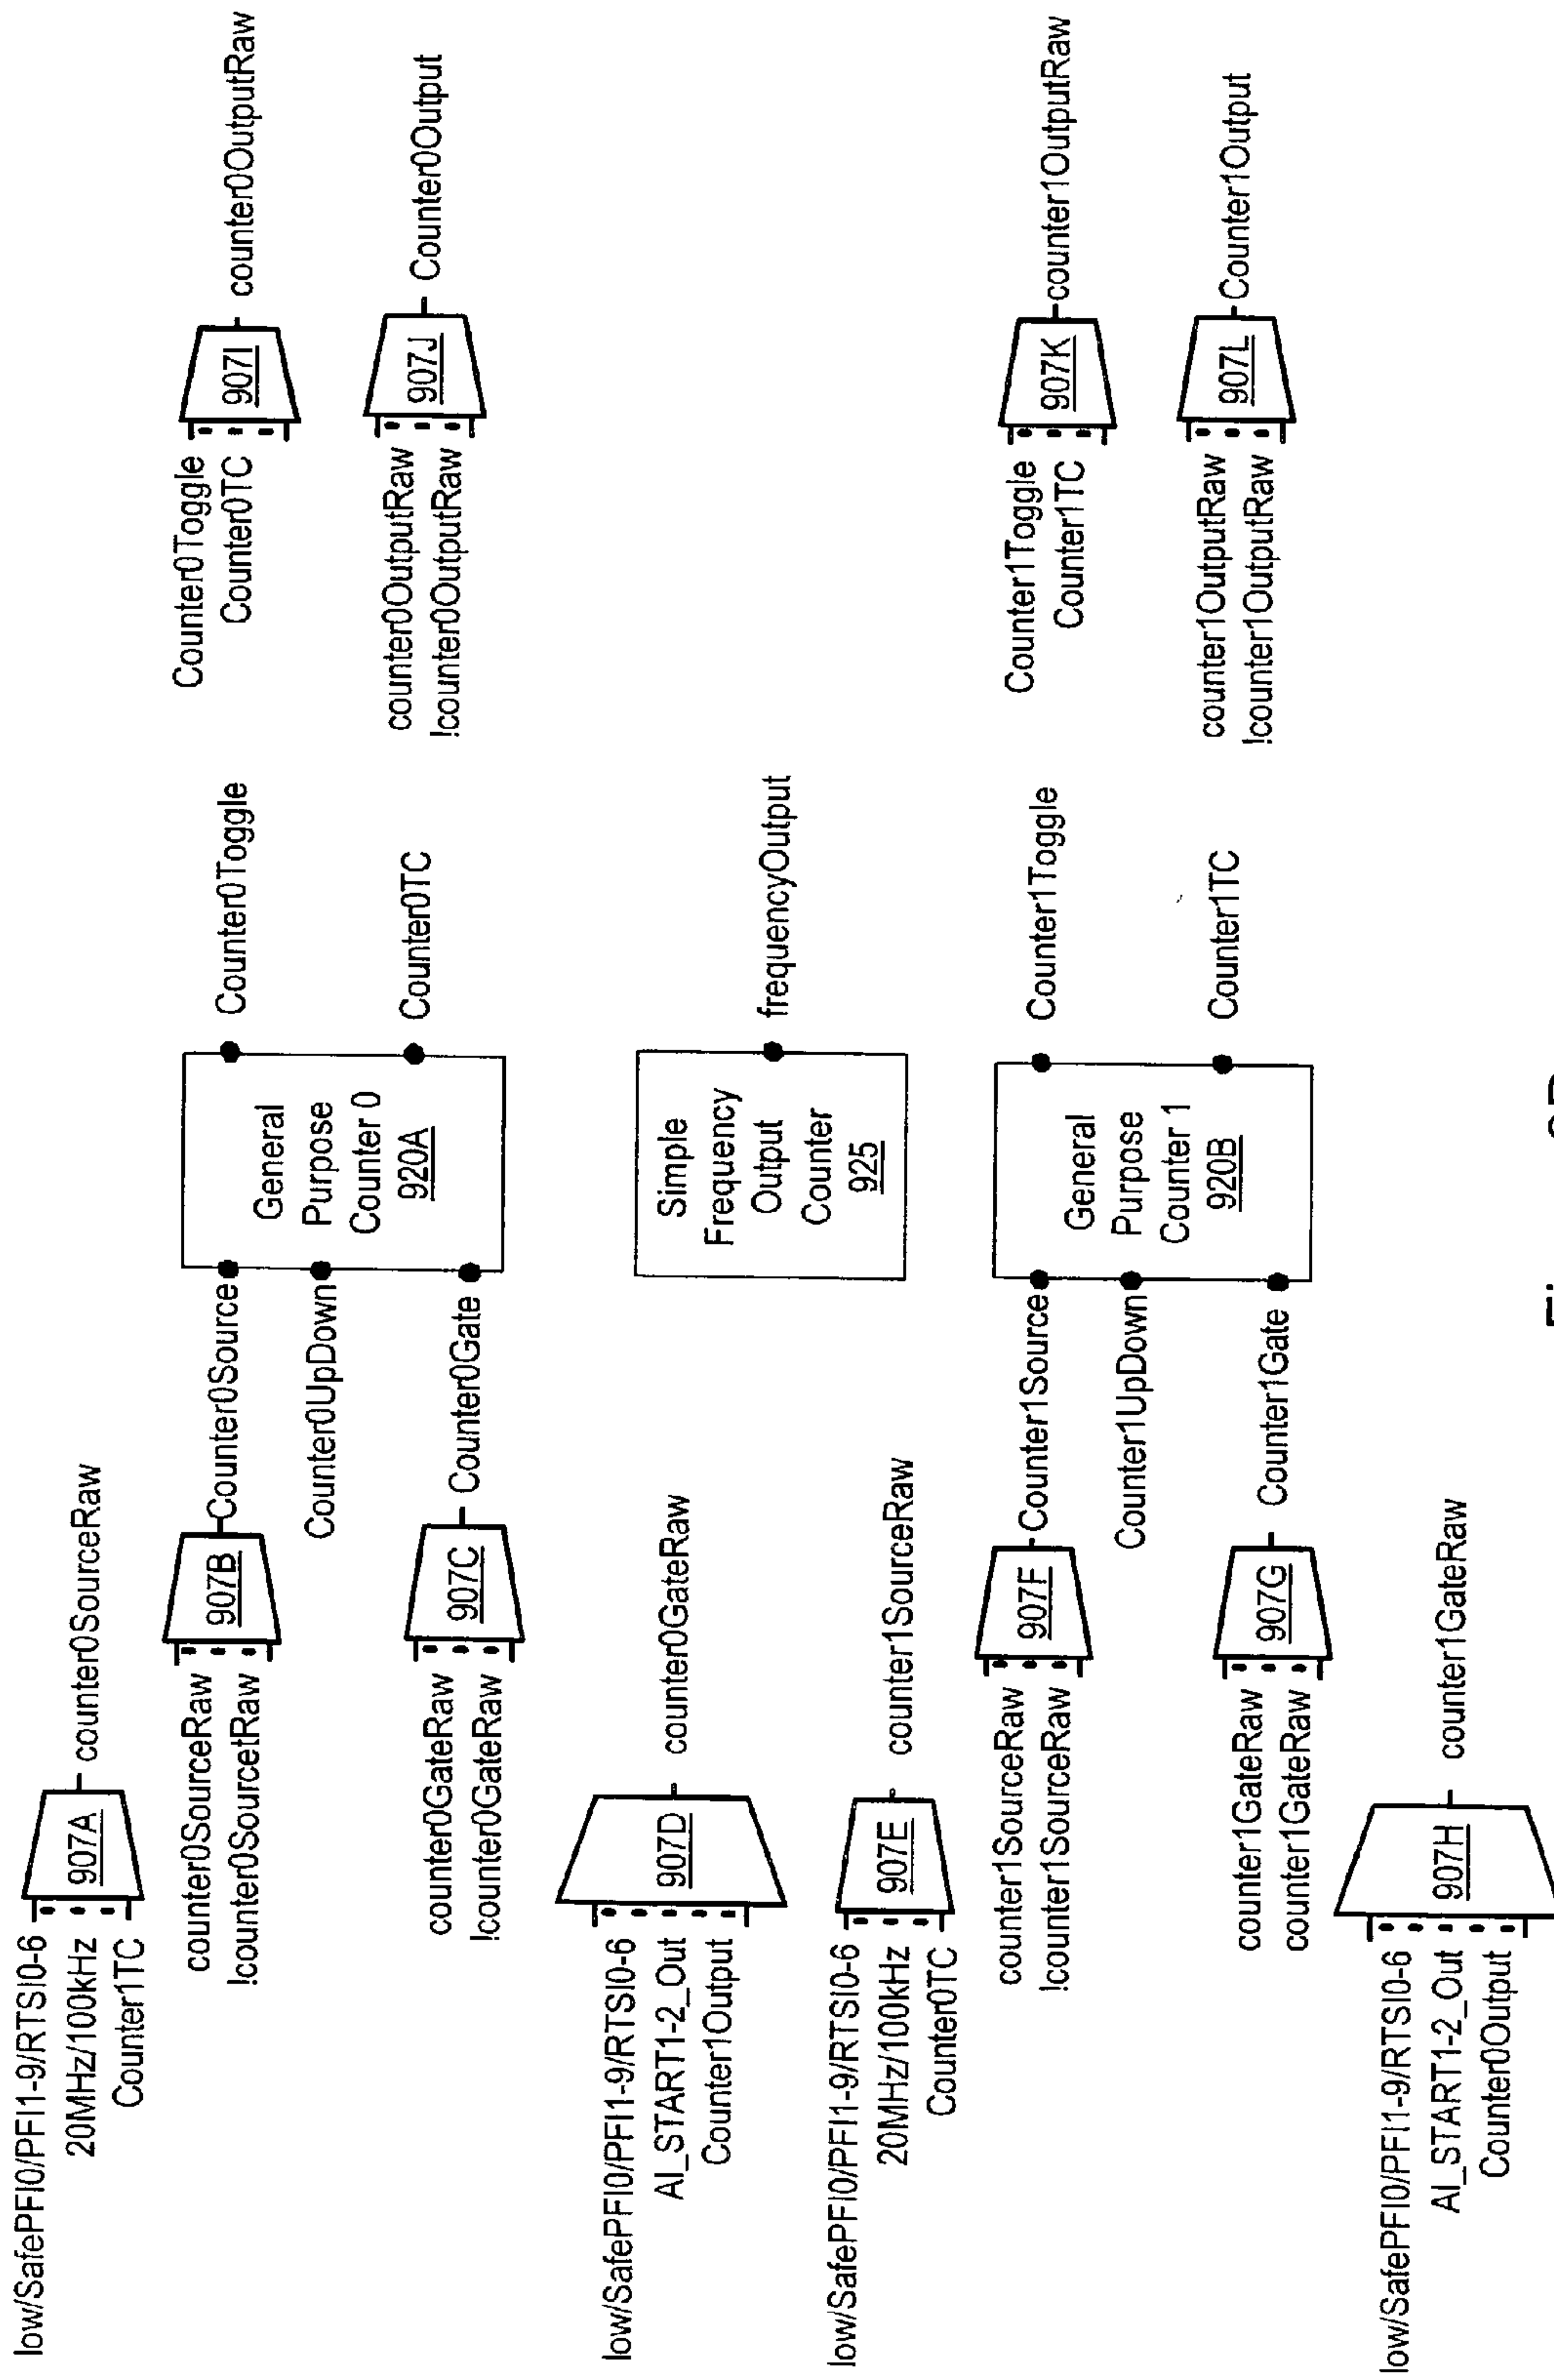 low/SafePFI0/PFI1-9/RTSI0-6
20MHz/100kHz
Counter1TC
907A
counter0SourceRaw
counter0SourceRaw
!counter0SourcetRaw
907B
Counter0Source
Counter0UpDown
counter0GateRaw
!counter0GateRaw
907C
Counter0Gate
General
Purpose
Counter 0
920A
Counter0Toggle
Counter0TC
Counter0Toggle
Counter0TC
907I
counter0OutputRaw
counter0OutputRaw
!counter0OutputRaw
907J
Counter0Output
low/SafePFI0/PFI1-9/RTSI0-6
AI_START1-2_Out
Counter1Output
907D
counter0GateRaw
Simple
Frequency
Output
Counter
925
frequencyOutput
low/SafePFI0/PFI1-9/RTSI0-6
20MHz/100kHz
Counter0TC
907E
counter1SourceRaw
counter1SourceRaw
!counter1SourceRaw
907F
Counter1Source
Counter1UpDown
counter1GateRaw
counter1GateRaw
907G
Counter1Gate
General
Purpose
Counter 1
920B
Counter1Toggle
Counter1TC
Counter1Toggle
Counter1TC
907K
counter1OutputRaw
counter1OutputRaw
!counter1OutputRaw
907L
Counter1Output
low/SafePFI0/PFI1-9/RTSI0-6
AI_START1-2_Out
Counter0Output
907H
counter1GateRaw